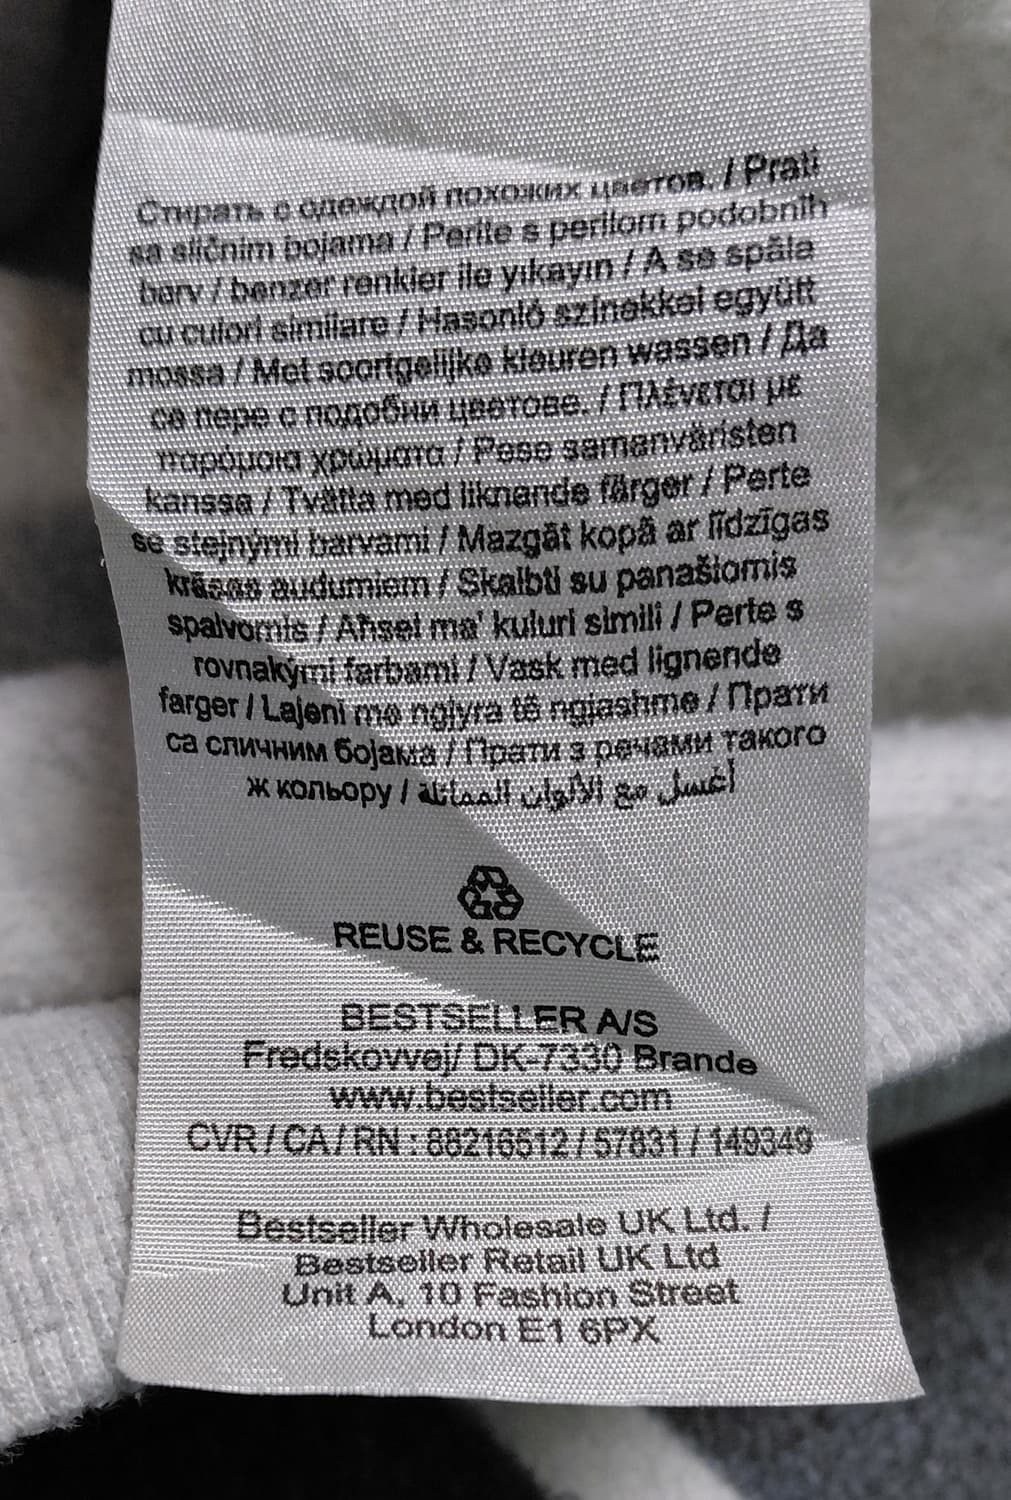 Стирать с одеждой похожих цветов. / Prati
sa sličnim bojama / Perite s perilom podobnih
barv / benzer renkler ile yıkayın / A se spăla
cu culori similare / Hasonló színekkel együtt
mossa / Met soortgelijke kleuren wassen / Да
се пере с подобни цветове. / Πλένεται με
παρόμοια χρώματα / Pese samanväristen
kanssa / Tvätta med liknande färger / Perte
se stejnými barvami / Mazgāt kopā ar līdzīgas
krāsas audumiem / Skalbti su panašiomis
spalvomis / Aħsel ma' kuluri simili / Perte s
rovnakými farbami / Vask med lignende
farger / Lajeni me ngjyra të ngjashme / Прати
са сличним бојама / Прати з речами такого
ж кольору / أغسل مع الألوان المماثلة
REUSE & RECYCLE
BESTSELLER A/S
Fredskovvej/ DK-7330 Brande
www.bestseller.com
CVR / CA / RN : 88216512 / 57831 / 149349
Bestseller Wholesale UK Ltd. /
Bestseller Retail UK Ltd
Unit A, 10 Fashion Street
London E1 6PX